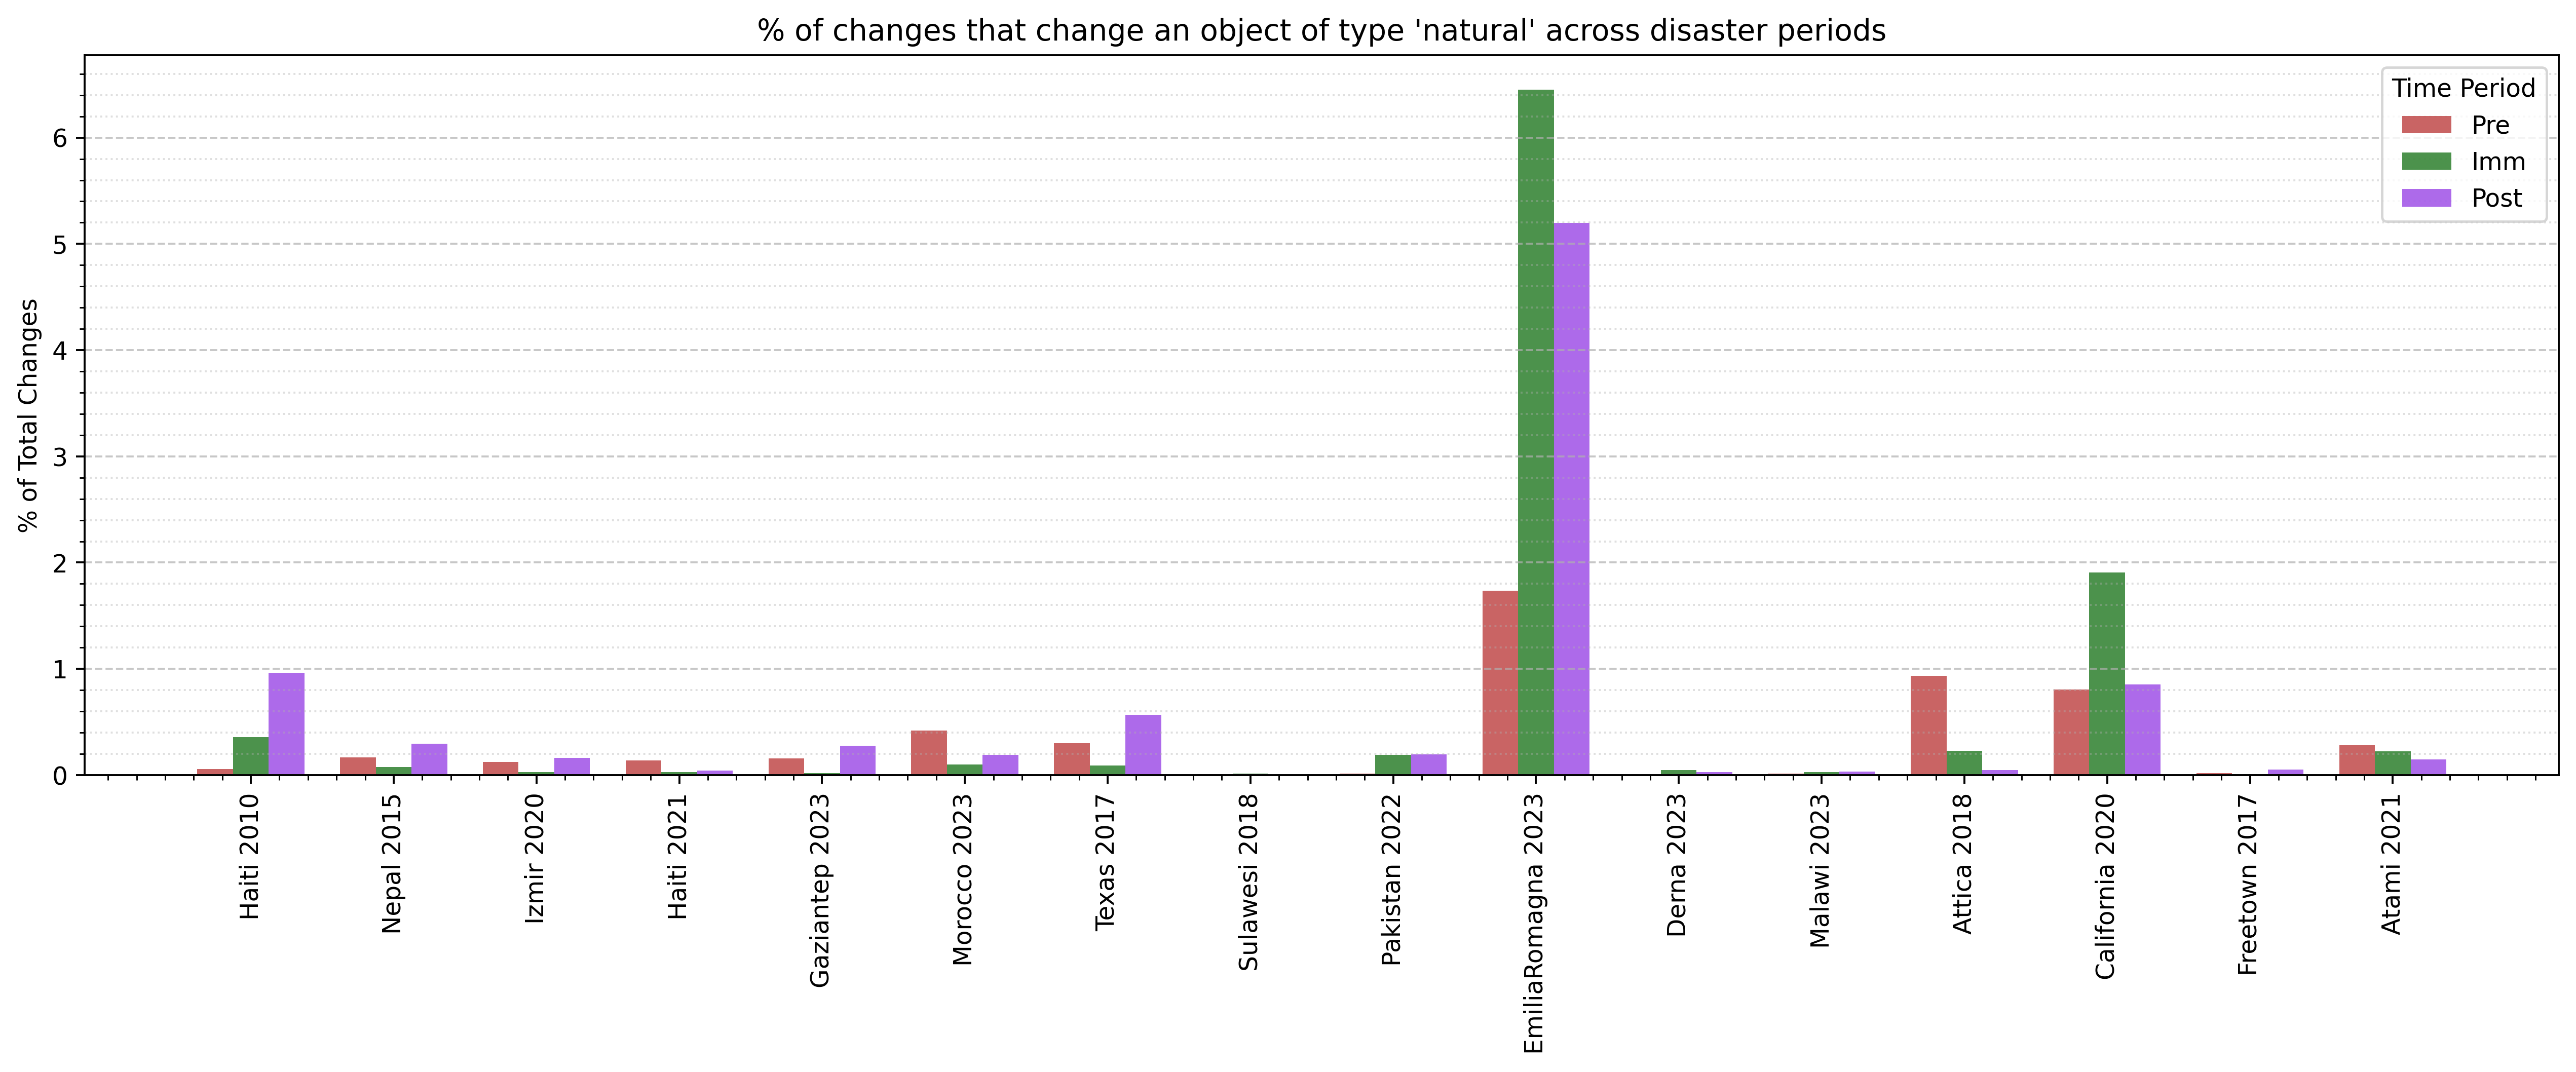 % of changes that change an object of type 'natural' across disaster periods
% of Total Changes
6
5
4
3
2
1
0
Time Period
Pre
Imm
Post
Haiti 2010
Nepal 2015
Izmir 2020
Haiti 2021
Gaziantep 2023
Morocco 2023
Texas 2017
Sulawesi 2018
Pakistan 2022
EmiliaRomagna 2023
Derna 2023
Malawi 2023
Attica 2018
California 2020
Freetown 2017
Atami 2021